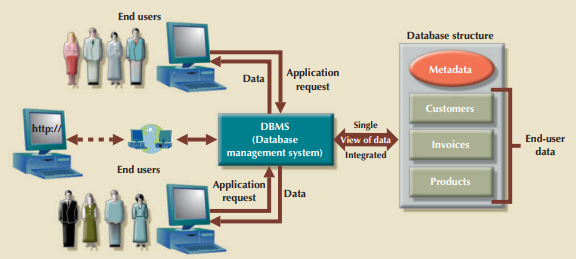 End users
Data
Application
request
http://
DBMS
(Database
management system)
Single
View of data
Integrated
Database structure
Metadata
Customers
Invoices
Products
End-user
data
End users
Application
request
Data